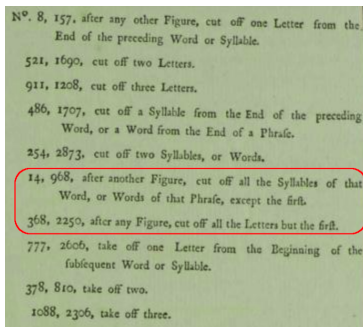 Nº. 8, 157, after any other Figure, cut off one Letter from the
End of the preceding Word or Syllable.
521, 1690, cut off two Letters.
911, 1208, cut off three Letters.
486, 1707, cut off a Syllable from the End of the preceding
Word, or a Word from the End of a Phraſe.
254, 2873, cut off two Syllables, or Words.
14, 968, after another Figure, cut off all the Syllables of that
Word, or Words of that Phraſe, except the firſt.
368, 2250, after any Figure, cut off all the Letters but the firſt.
777, 2606, take off one Letter from the Beginning of the
ſubſequent Word or Syllable.
378, 810, take off two.
1088, 2306, take off three.